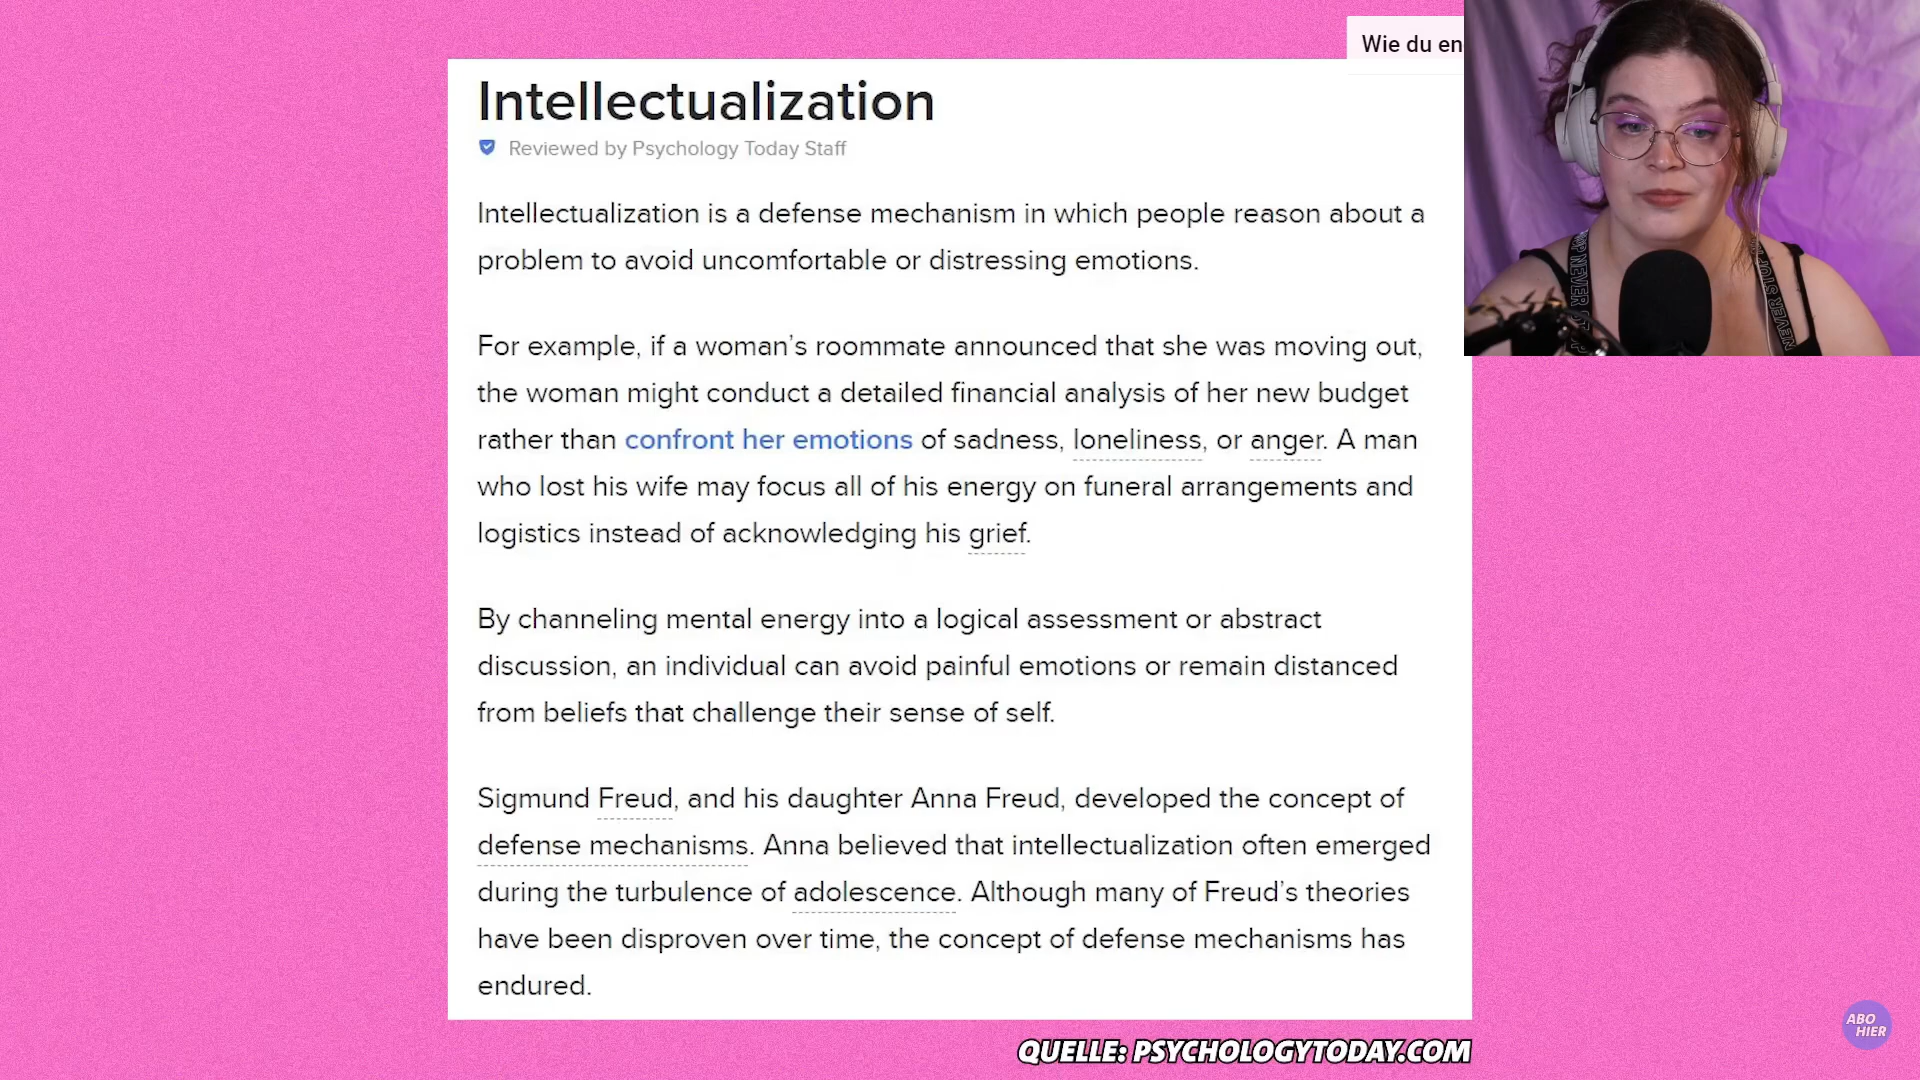 Wie du en
Intellectualization
Reviewed by Psychology Today Staff
Intellectualization is a defense mechanism in which people reason about a
problem to avoid uncomfortable or distressing emotions.
For example, if a woman’s roommate announced that she was moving out,
the woman might conduct a detailed financial analysis of her new budget
rather than confront her emotions of sadness, loneliness, or anger. A man
who lost his wife may focus all of his energy on funeral arrangements and
logistics instead of acknowledging his grief.
By channeling mental energy into a logical assessment or abstract
discussion, an individual can avoid painful emotions or remain distanced
from beliefs that challenge their sense of self.
Sigmund Freud, and his daughter Anna Freud, developed the concept of
defense mechanisms. Anna believed that intellectualization often emerged
during the turbulence of adolescence. Although many of Freud’s theories
have been disproven over time, the concept of defense mechanisms has
endured.
QUELLE: PSYCHOLOGYTODAY.COM
ABO
HIER